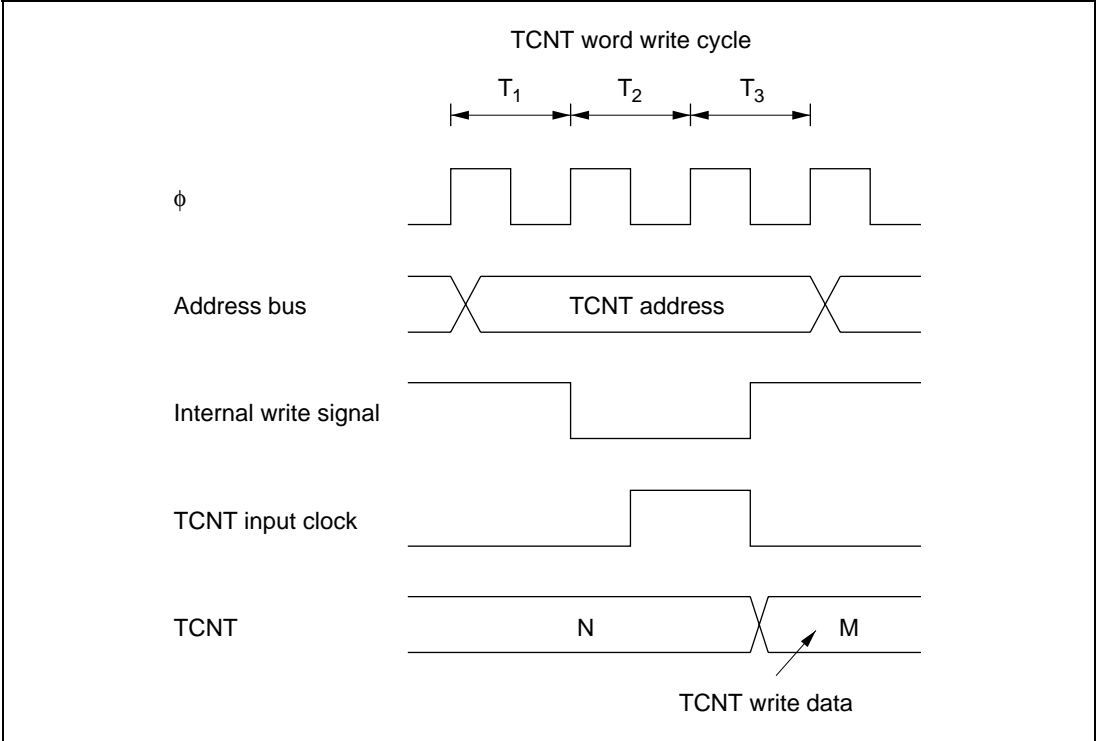 TCNT word write cycle
T1 T2 T3
φ
Address bus
TCNT address
Internal write signal
TCNT input clock
TCNT
N
M
TCNT write data